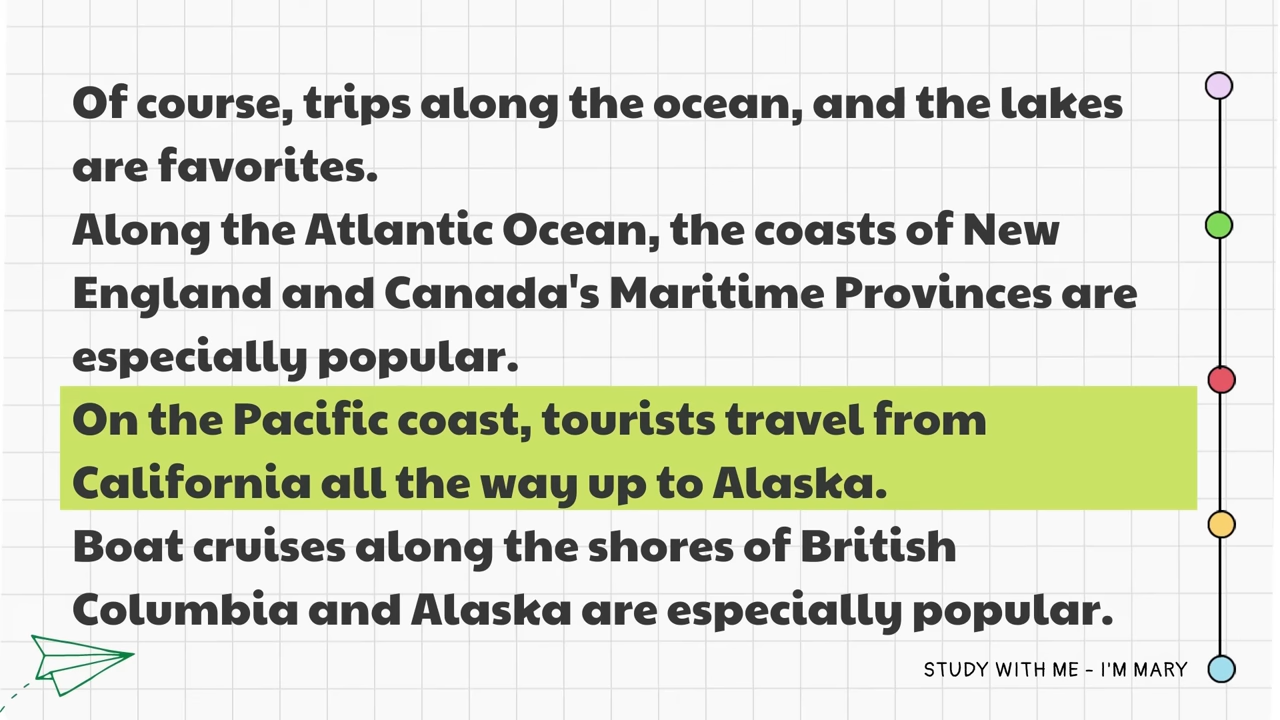 Of course, trips along the ocean, and the lakes
are favorites.
Along the Atlantic Ocean, the coasts of New
England and Canada's Maritime Provinces are
especially popular.
On the Pacific coast, tourists travel from
California all the way up to Alaska.
Boat cruises along the shores of British
Columbia and Alaska are especially popular.
STUDY WITH ME - I'M MARY